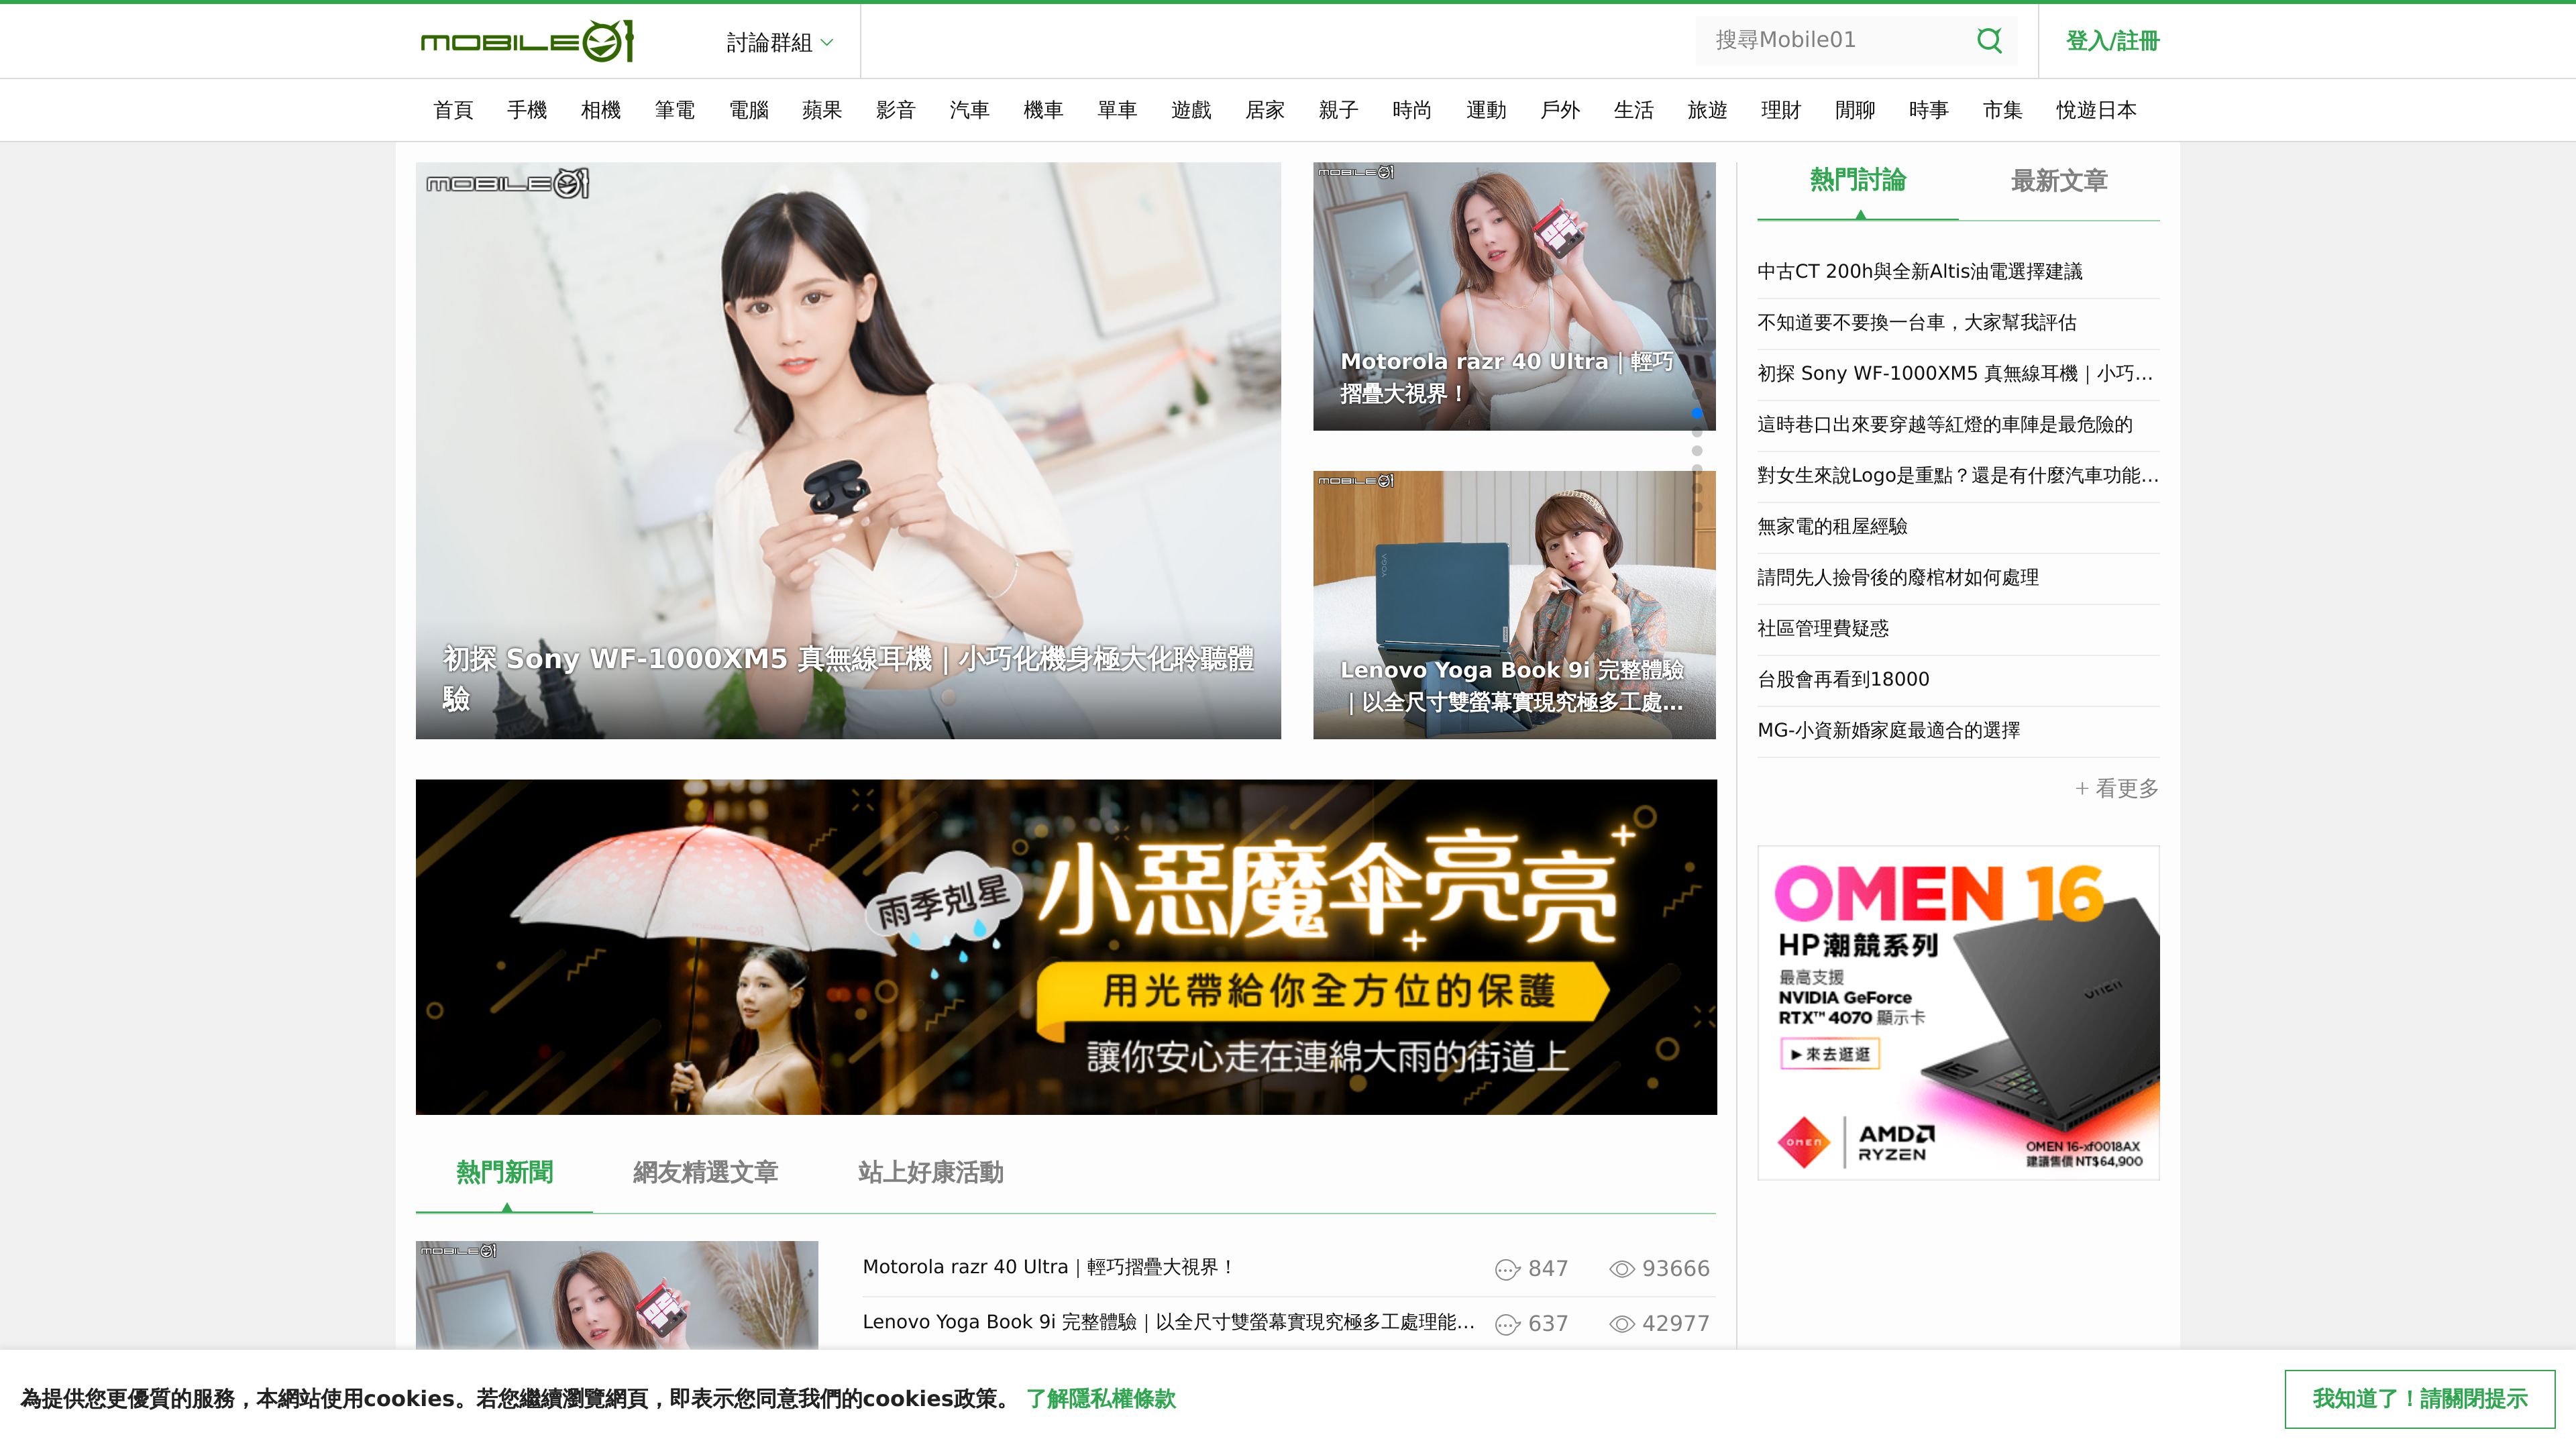 MOBILE01
討論群組
搜尋Mobile01
登入/註冊
首頁 手機 相機 筆電 電腦 蘋果 影音 汽車 機車 單車 遊戲 居家 親子 時尚 運動 戶外 生活 旅遊 理財 閒聊 時事 市集 悅遊日本
MOBILE01
初探 Sony WF-1000XM5 真無線耳機｜小巧化機身極大化聆聽體
驗
MOBILE01
Motorola razr 40 Ultra｜輕巧
摺疊大視界！
MOBILE01
YOGA
Lenovo Yoga Book 9i 完整體驗
｜以全尺寸雙螢幕實現究極多工處...
熱門討論 最新文章
中古CT 200h與全新Altis油電選擇建議
不知道要不要換一台車，大家幫我評估
初探 Sony WF-1000XM5 真無線耳機｜小巧...
這時巷口出來要穿越等紅燈的車陣是最危險的
對女生來說Logo是重點？還是有什麼汽車功能...
無家電的租屋經驗
請問先人撿骨後的廢棺材如何處理
社區管理費疑惑
台股會再看到18000
MG-小資新婚家庭最適合的選擇
+ 看更多
雨季剋星
小惡魔傘亮亮
用光帶給你全方位的保護
讓你安心走在連綿大雨的街道上
OMEN 16
HP潮競系列
最高支援
NVIDIA GeForce
RTX™ 4070 顯示卡
▶來去逛逛
OMEN
OMEN
AMD
RYZEN
OMEN 16-xf0018AX
建議售價 NT$64,900
熱門新聞 網友精選文章 站上好康活動
MOBILE01
Motorola razr 40 Ultra｜輕巧摺疊大視界！ 847 93666
Lenovo Yoga Book 9i 完整體驗｜以全尺寸雙螢幕實現究極多工處理能... 637 42977
為提供您更優質的服務，本網站使用cookies。若您繼續瀏覽網頁，即表示您同意我們的cookies政策。 了解隱私權條款
我知道了！請關閉提示